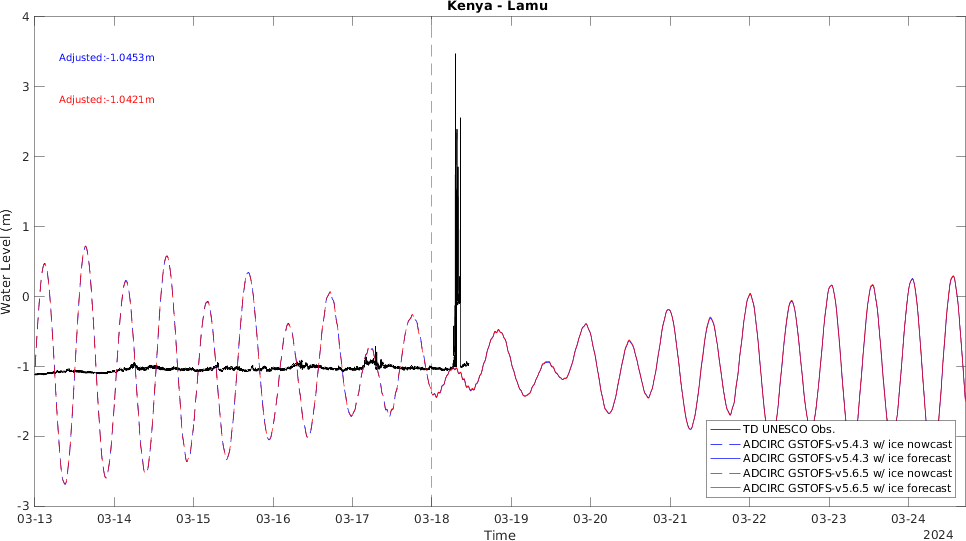 Kenya - Lamu
Adjusted:-1.0453m
Adjusted:-1.0421m
Water Level (m)
4
3
2
1
0
-1
-2
-3
TD UNESCO Obs.
ADCIRC GSTOFS-v5.4.3 w/ ice nowcast
ADCIRC GSTOFS-v5.4.3 w/ ice forecast
ADCIRC GSTOFS-v5.6.5 w/ ice nowcast
ADCIRC GSTOFS-v5.6.5 w/ ice forecast
03-13 03-14 03-15 03-16 03-17 03-18 03-19 03-20 03-21 03-22 03-23 03-24
Time
2024